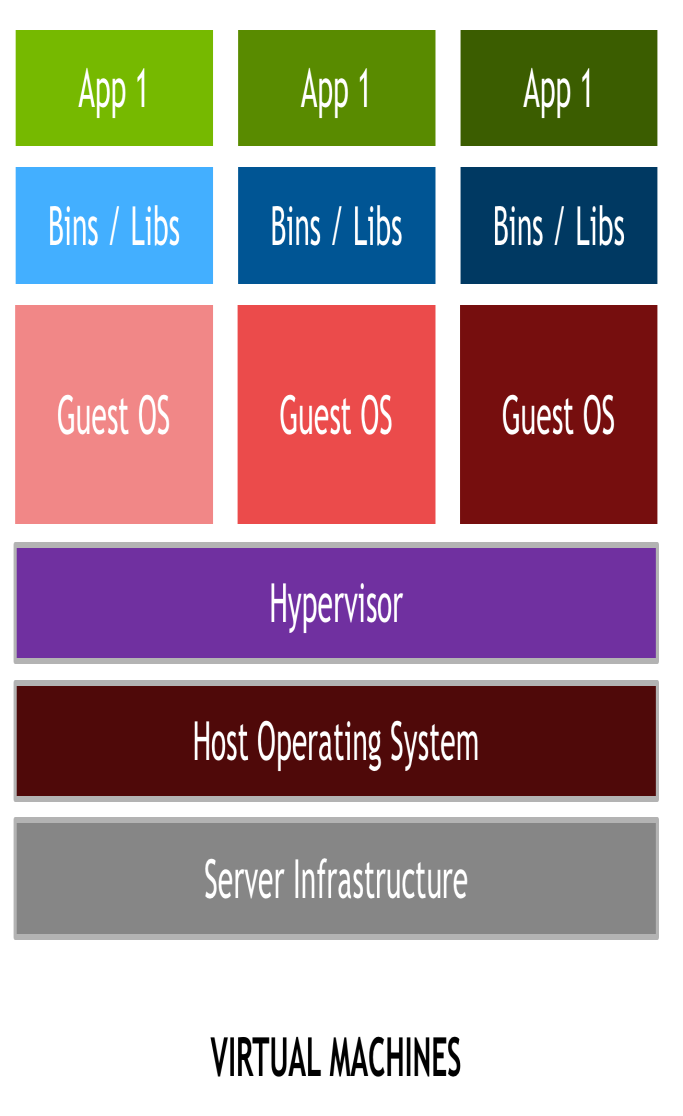 App 1
App 1
App 1
Bins / Libs
Bins / Libs
Bins / Libs
Guest OS
Guest OS
Guest OS
Hypervisor
Host Operating System
Server Infrastructure
VIRTUAL MACHINES